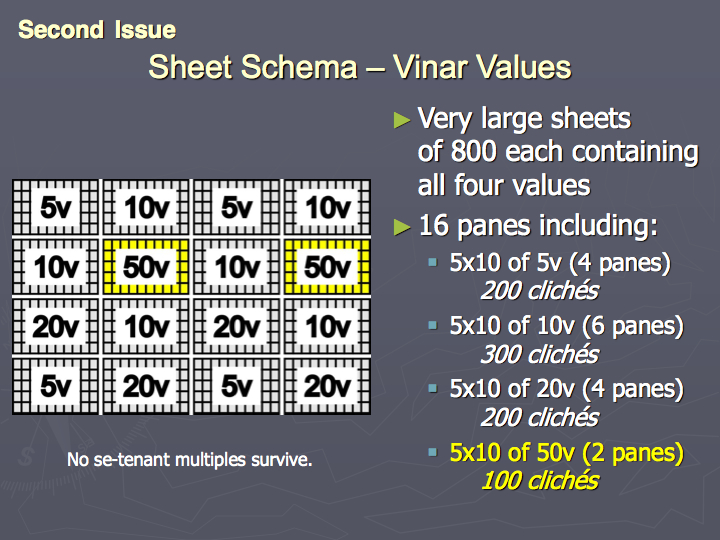 Second Issue
Sheet Schema – Vinar Values
► Very large sheets
of 800 each containing
all four values
► 16 panes including:
▪ 5x10 of 5v (4 panes)
200 clichés
▪ 5x10 of 10v (6 panes)
300 clichés
▪ 5x10 of 20v (4 panes)
200 clichés
▪ 5x10 of 50v (2 panes)
100 clichés
5v 10v 5v 10v
10v 50v 10v 50v
20v 10v 20v 10v
5v 20v 5v 20v
No se-tenant multiples survive.
S